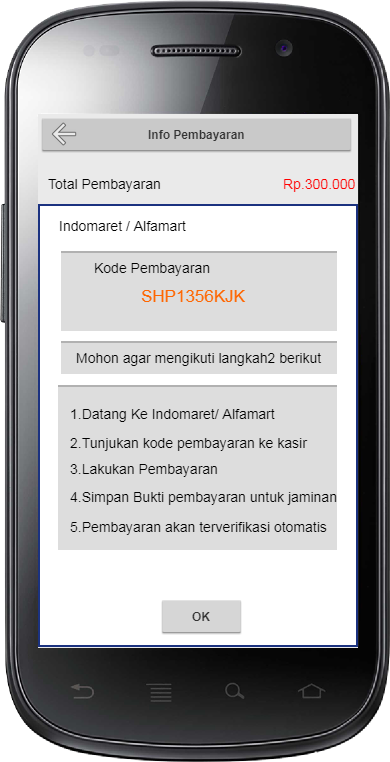 Info Pembayaran
Total Pembayaran Rp.300.000
Indomaret / Alfamart
Kode Pembayaran
SHP1356KJK
Mohon agar mengikuti langkah2 berikut
1.Datang Ke Indomaret/ Alfamart
2.Tunjukan kode pembayaran ke kasir
3.Lakukan Pembayaran
4.Simpan Bukti pembayaran untuk jaminan
5.Pembayaran akan terverifikasi otomatis
OK